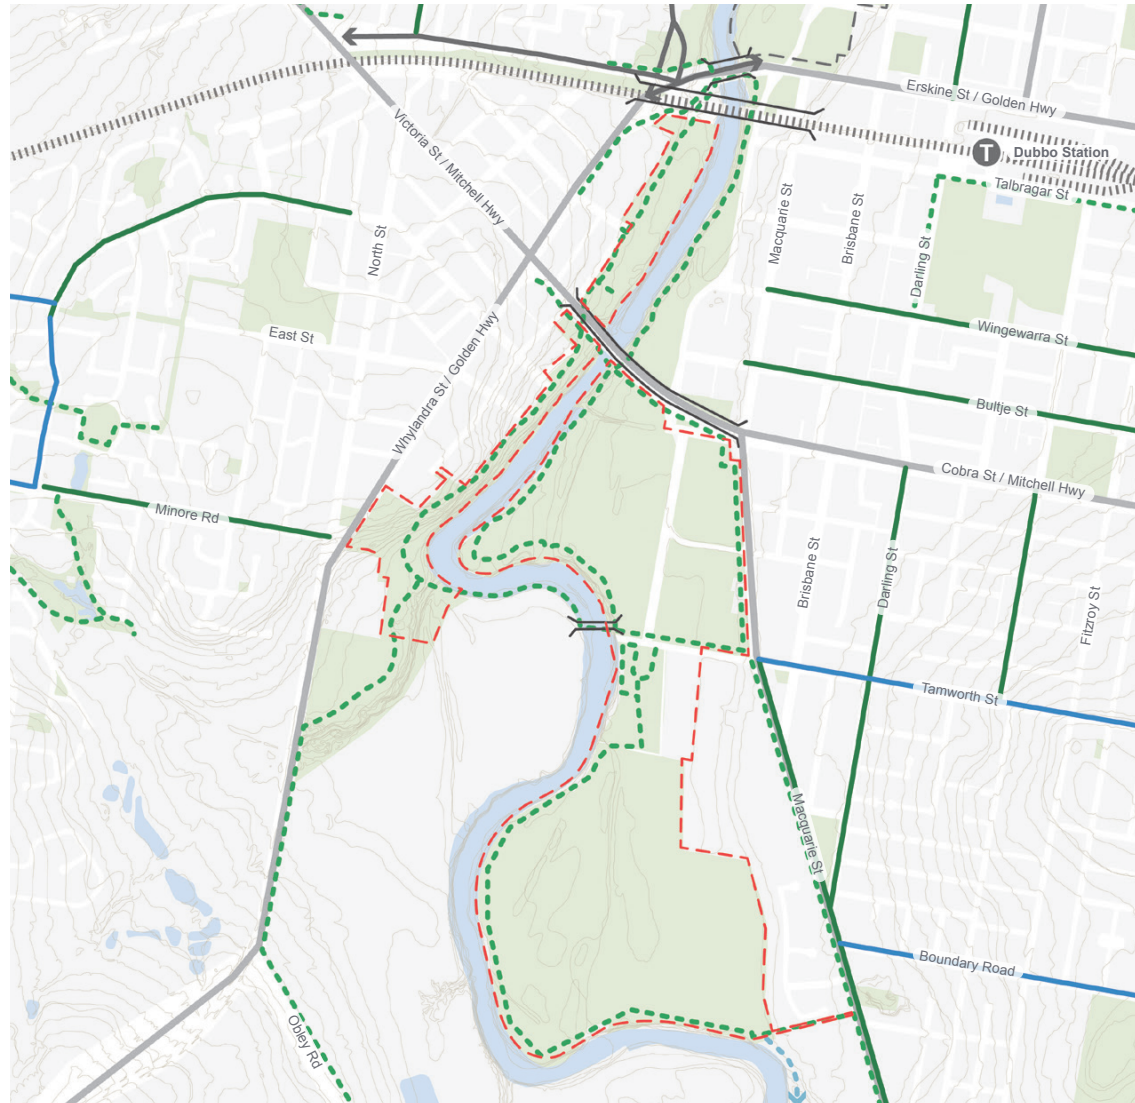 Erskine St / Golden Hwy
Victoria St / Mitchell Hwy
T Dubbo Station
Talbragar St
Macquarie St
Brisbane St
North St
Darling St
East St
Wingewarra St
Whylandra St / Golden Hwy
Bultje St
Cobra St / Mitchell Hwy
Minore Rd
Brisbane St
Darling St
Fitzroy St
Tamworth St
Macquarie St
Boundary Road
Obley Rd